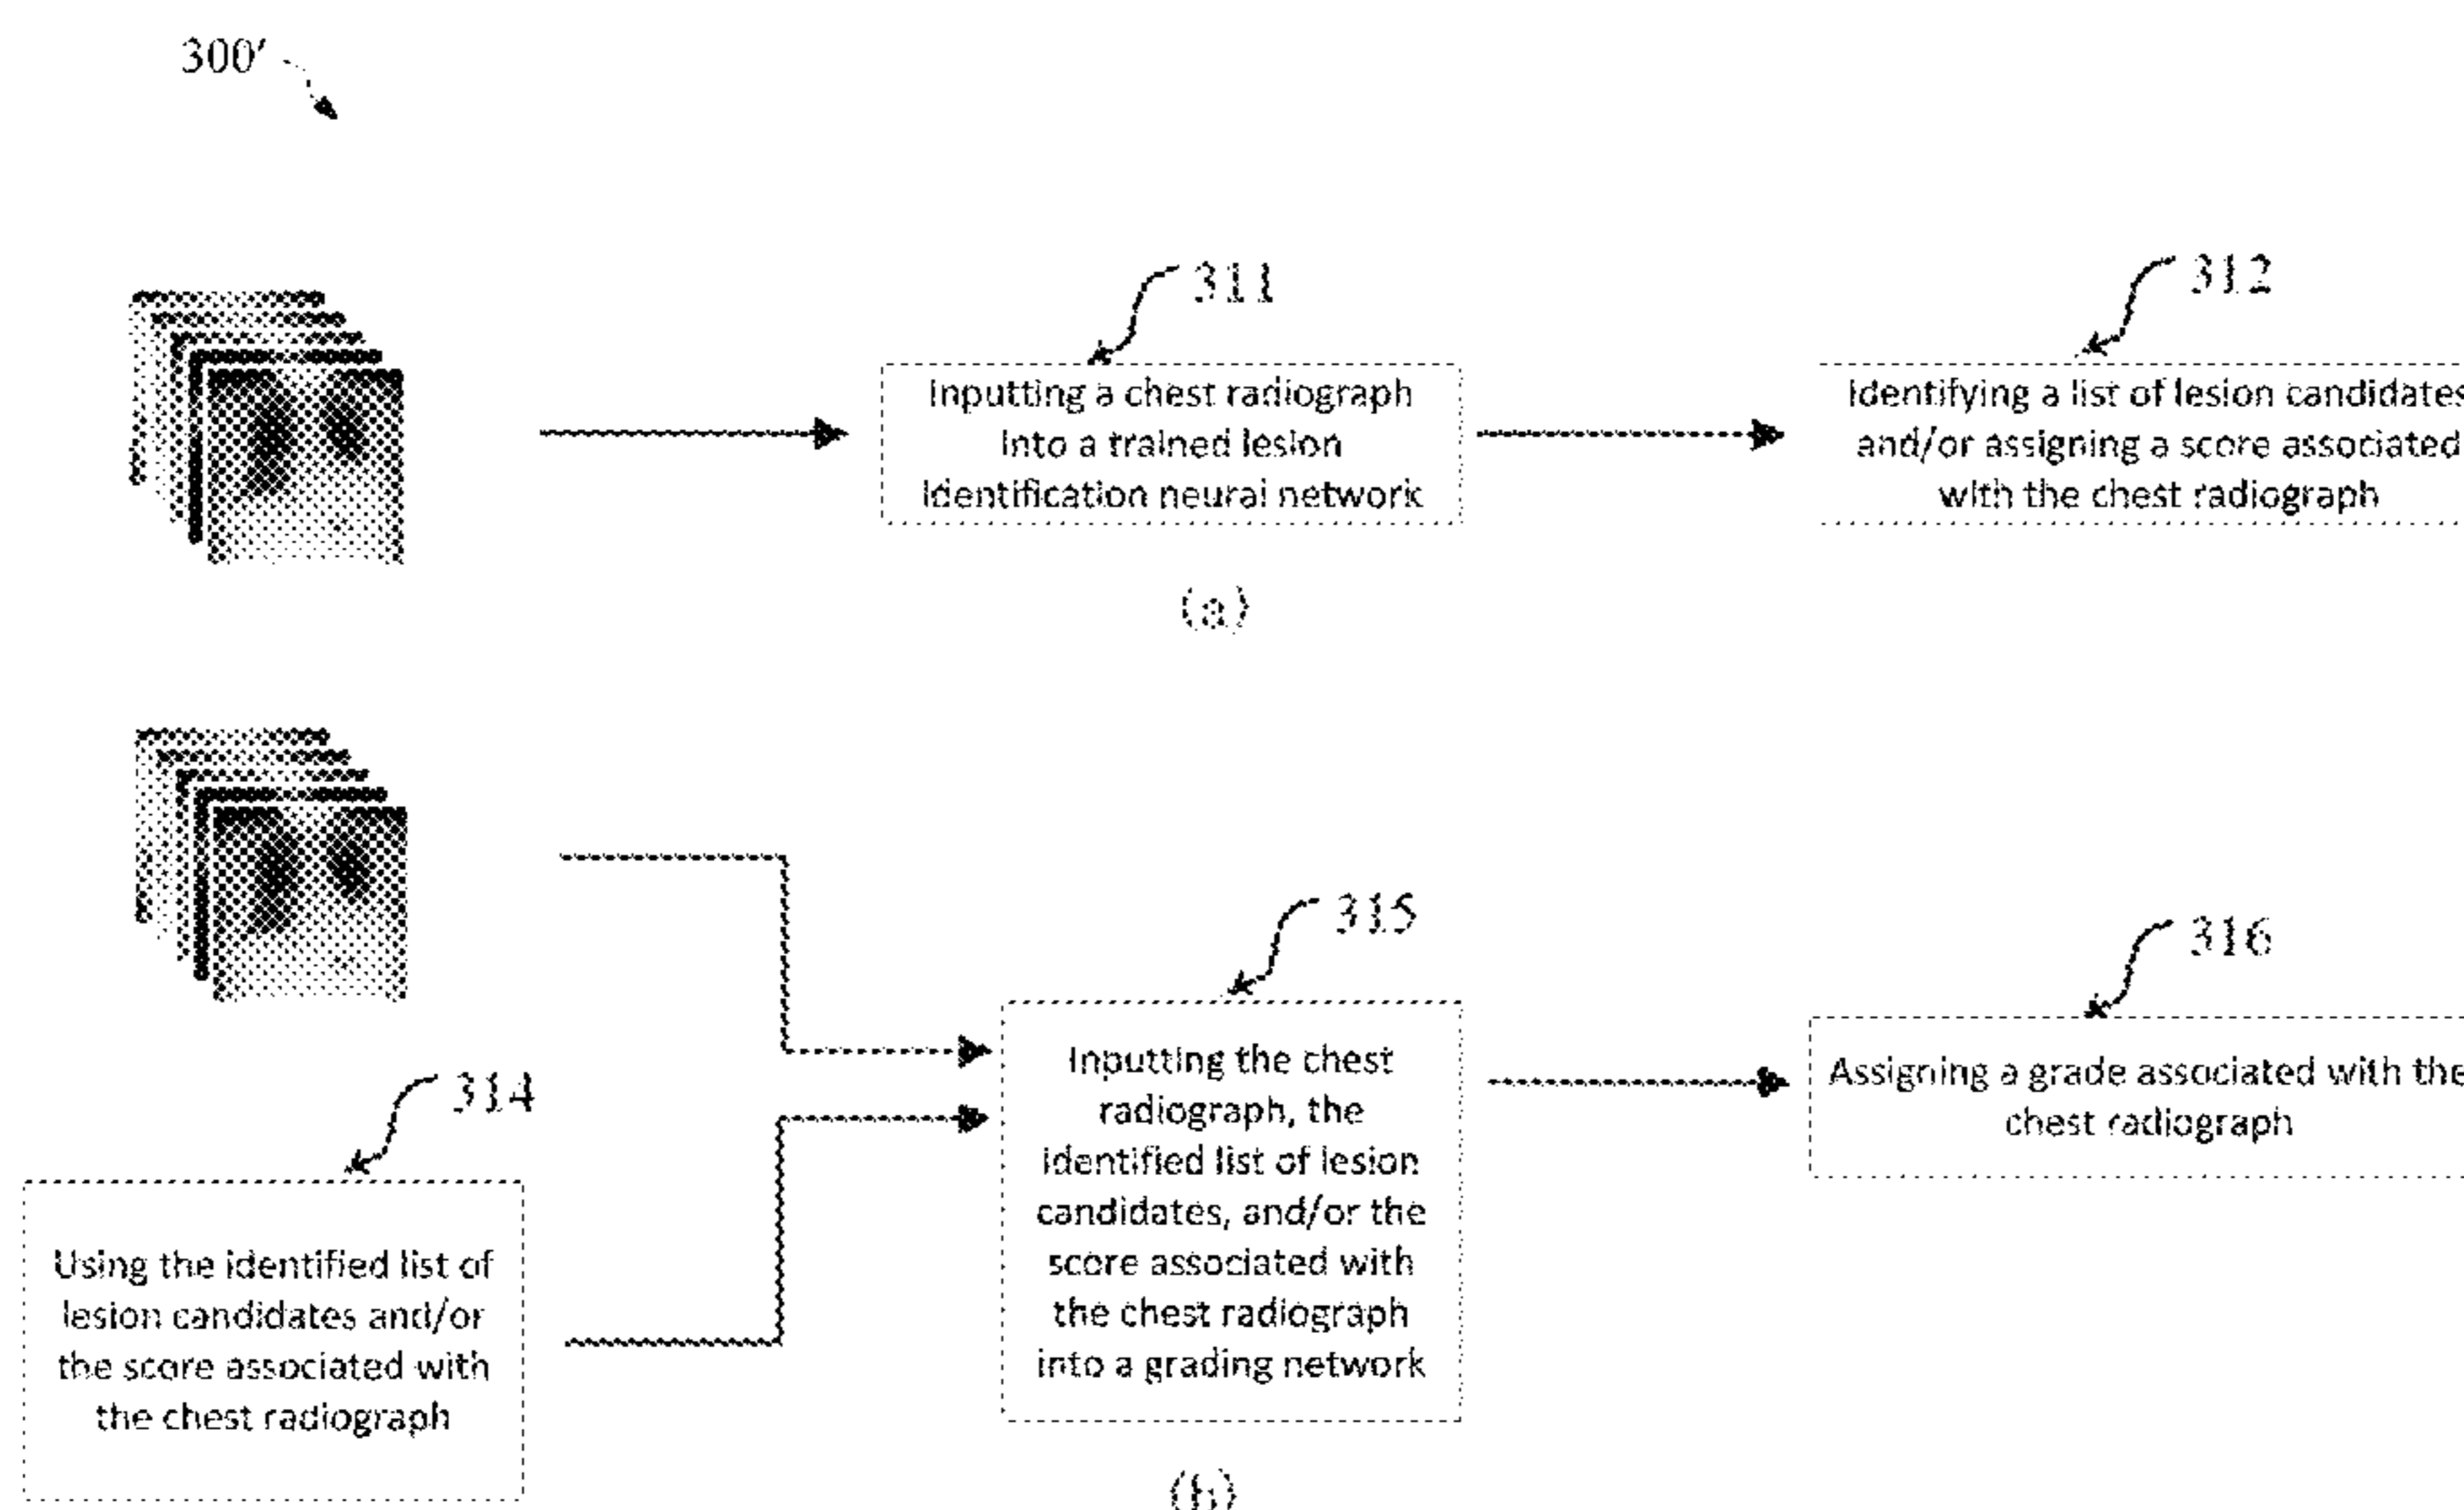 300′
311
312
Inputting a chest radiograph
into a trained lesion
identification neural network
Identifying a list of lesion candidates
and/or assigning a score associated
with the chest radiograph
(a)
315
316
314
Inputting the chest
radiograph, the
identified list of lesion
candidates, and/or the
score associated with
the chest radiograph
into a grading network
Assigning a grade associated with the
chest radiograph
Using the identified list of
lesion candidates and/or
the score associated with
the chest radiograph
(b)